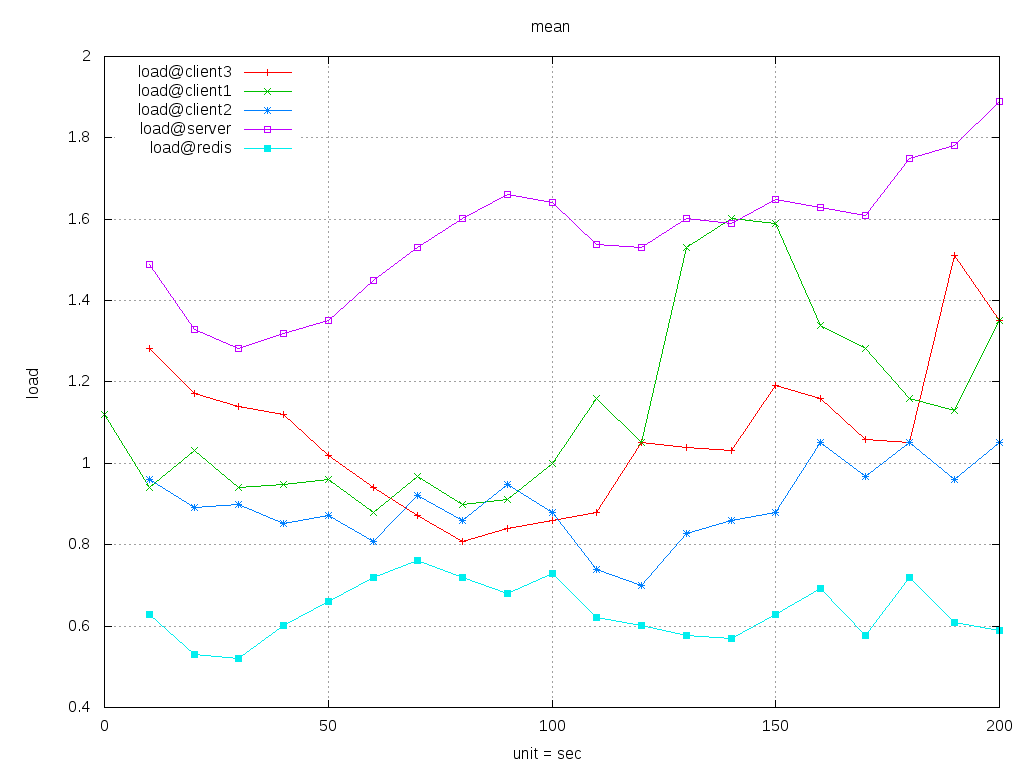 mean
load
2
1.8
1.6
1.4
1.2
1
0.8
0.6
0.4
load@client3
load@client1
load@client2
load@server
load@redis
0 50 100 150 200
unit = sec